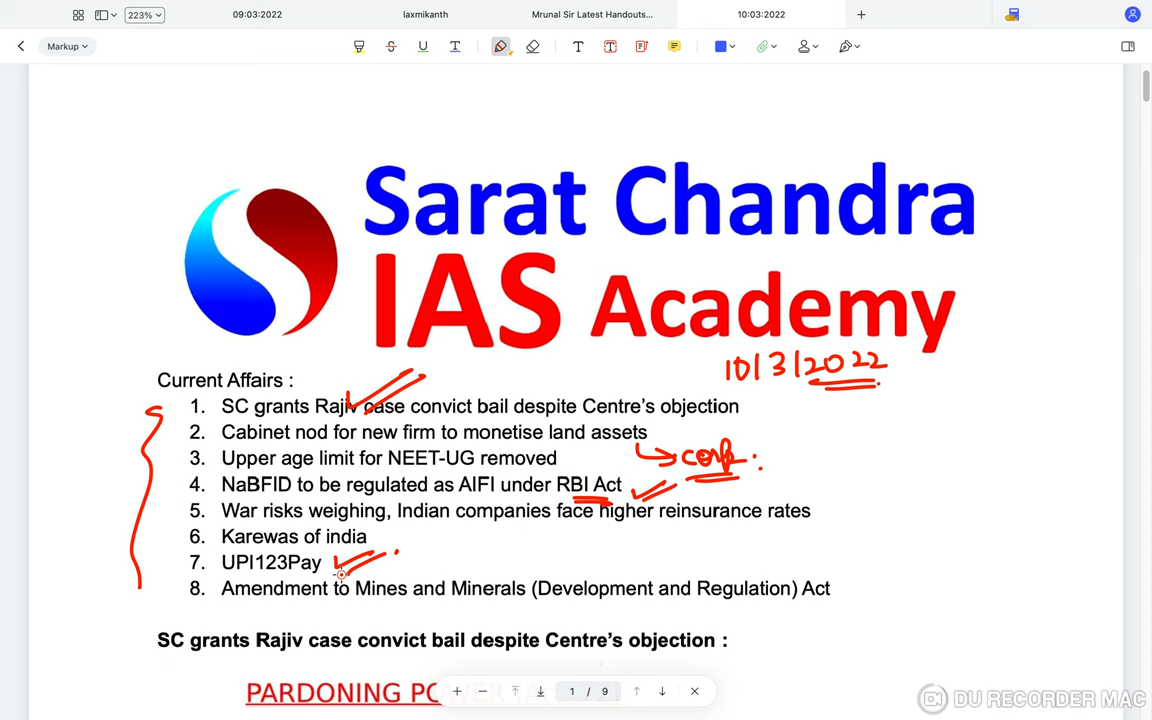 223%
09:03:2022
laxmikanth
Mrunal Sir Latest Handouts...
10:03:2022
Markup
Sarat Chandra
IAS Academy
10/3/2022
Current Affairs :
1. SC grants Rajiv case convict bail despite Centre's objection
2. Cabinet nod for new firm to monetise land assets
3. Upper age limit for NEET-UG removed
corp
4. NaBFID to be regulated as AIFI under RBI Act
5. War risks weighing, Indian companies face higher reinsurance rates
6. Karewas of india
7. UPI123Pay
8. Amendment to Mines and Minerals (Development and Regulation) Act
SC grants Rajiv case convict bail despite Centre's objection :
PARDONING PO
1 / 9
DU RECORDER MAC